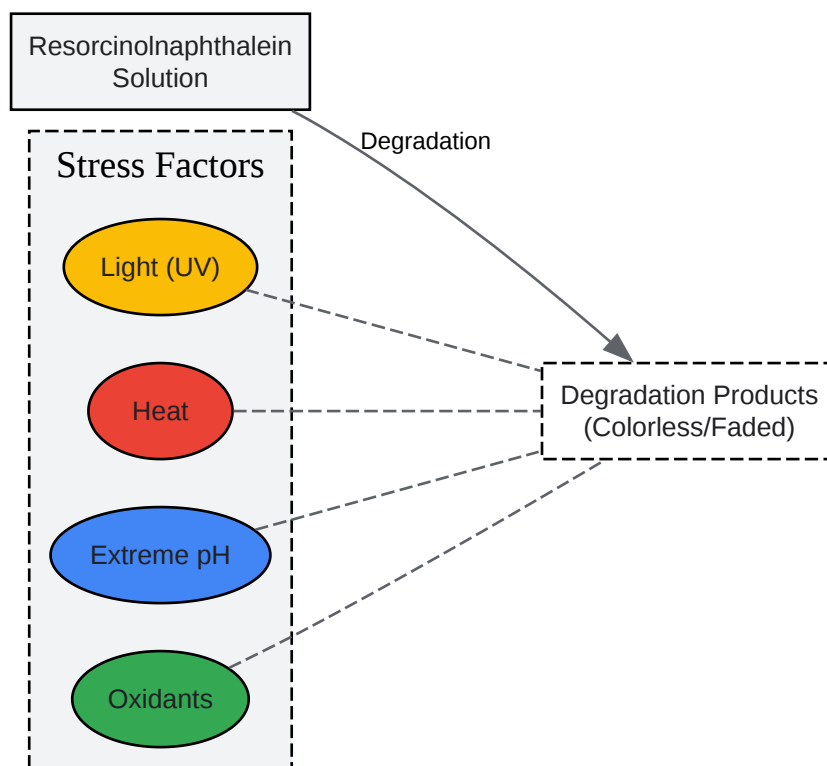 Resorcinolnaphthalein
Solution
Degradation
Stress Factors
Light (UV)
Heat
Degradation Products
(Colorless/Faded)
Extreme pH
Oxidants